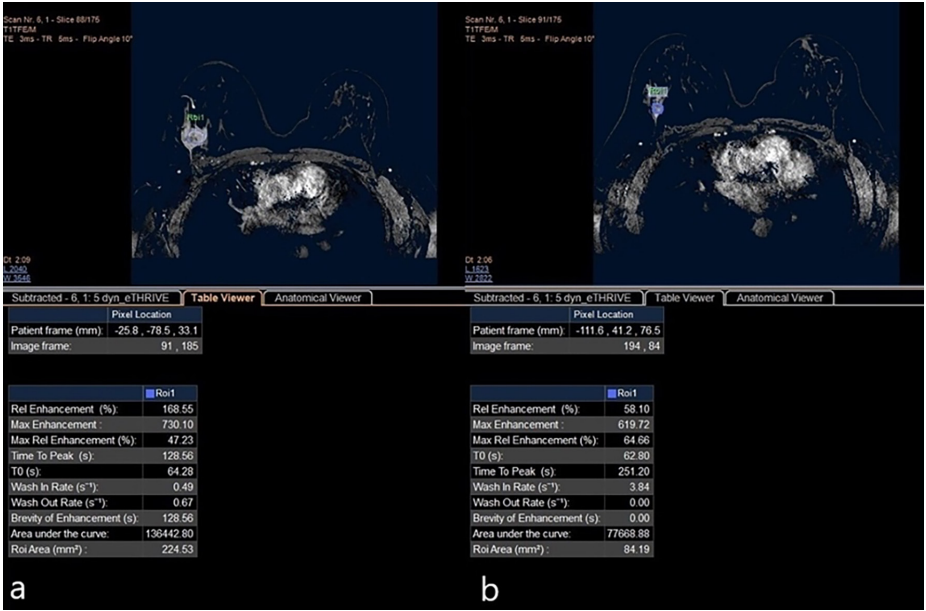 Scan Nr. 6, 1 - Slice 88/175
T1TFE/M
TE 3ms - TR 5ms - Flip Angle 10°
Roi1
Dt 2:09
L 2040
W 3546
Subtracted - 6, 1: 5 dyn_eTHRIVE Table Viewer Anatomical Viewer
Pixel Location
Patient frame (mm): -25.8 , -78.5 , 33.1
Image frame: 91 , 185
Roi1
Rel Enhancement (%): 168.55
Max Enhancement : 730.10
Max Rel Enhancement (%): 47.23
Time To Peak (s): 128.56
T0 (s): 64.28
Wash In Rate (s⁻¹): 0.49
Wash Out Rate (s⁻¹): 0.67
Brevity of Enhancement (s): 128.56
Area under the curve: 136442.80
Roi Area (mm²) : 224.53
a
Scan Nr. 6, 1 - Slice 91/175
T1TFE/M
TE 3ms - TR 5ms - Flip Angle 10°
Dt 2:06
L 1623
W 2822
Subtracted - 6, 1: 5 dyn_eTHRIVE Table Viewer Anatomical Viewer
Pixel Location
Patient frame (mm): -111.6 , 41.2 , 76.5
Image frame: 194 , 84
Roi1
Rel Enhancement (%): 58.10
Max Enhancement : 619.72
Max Rel Enhancement (%): 64.66
T0 (s): 62.80
Time To Peak (s): 251.20
Wash In Rate (s⁻¹): 3.84
Wash Out Rate (s⁻¹): 0.00
Brevity of Enhancement (s): 0.00
Area under the curve: 77668.88
Roi Area (mm²) : 84.19
b